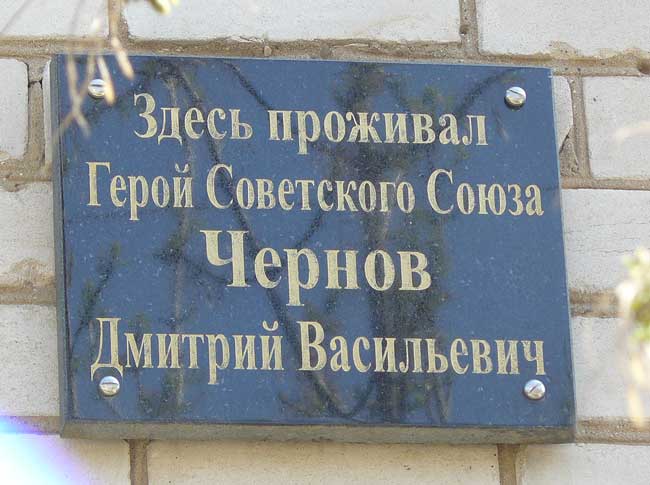 Здесь проживал
Герой Советского Союза
Чернов
Дмитрий Васильевич